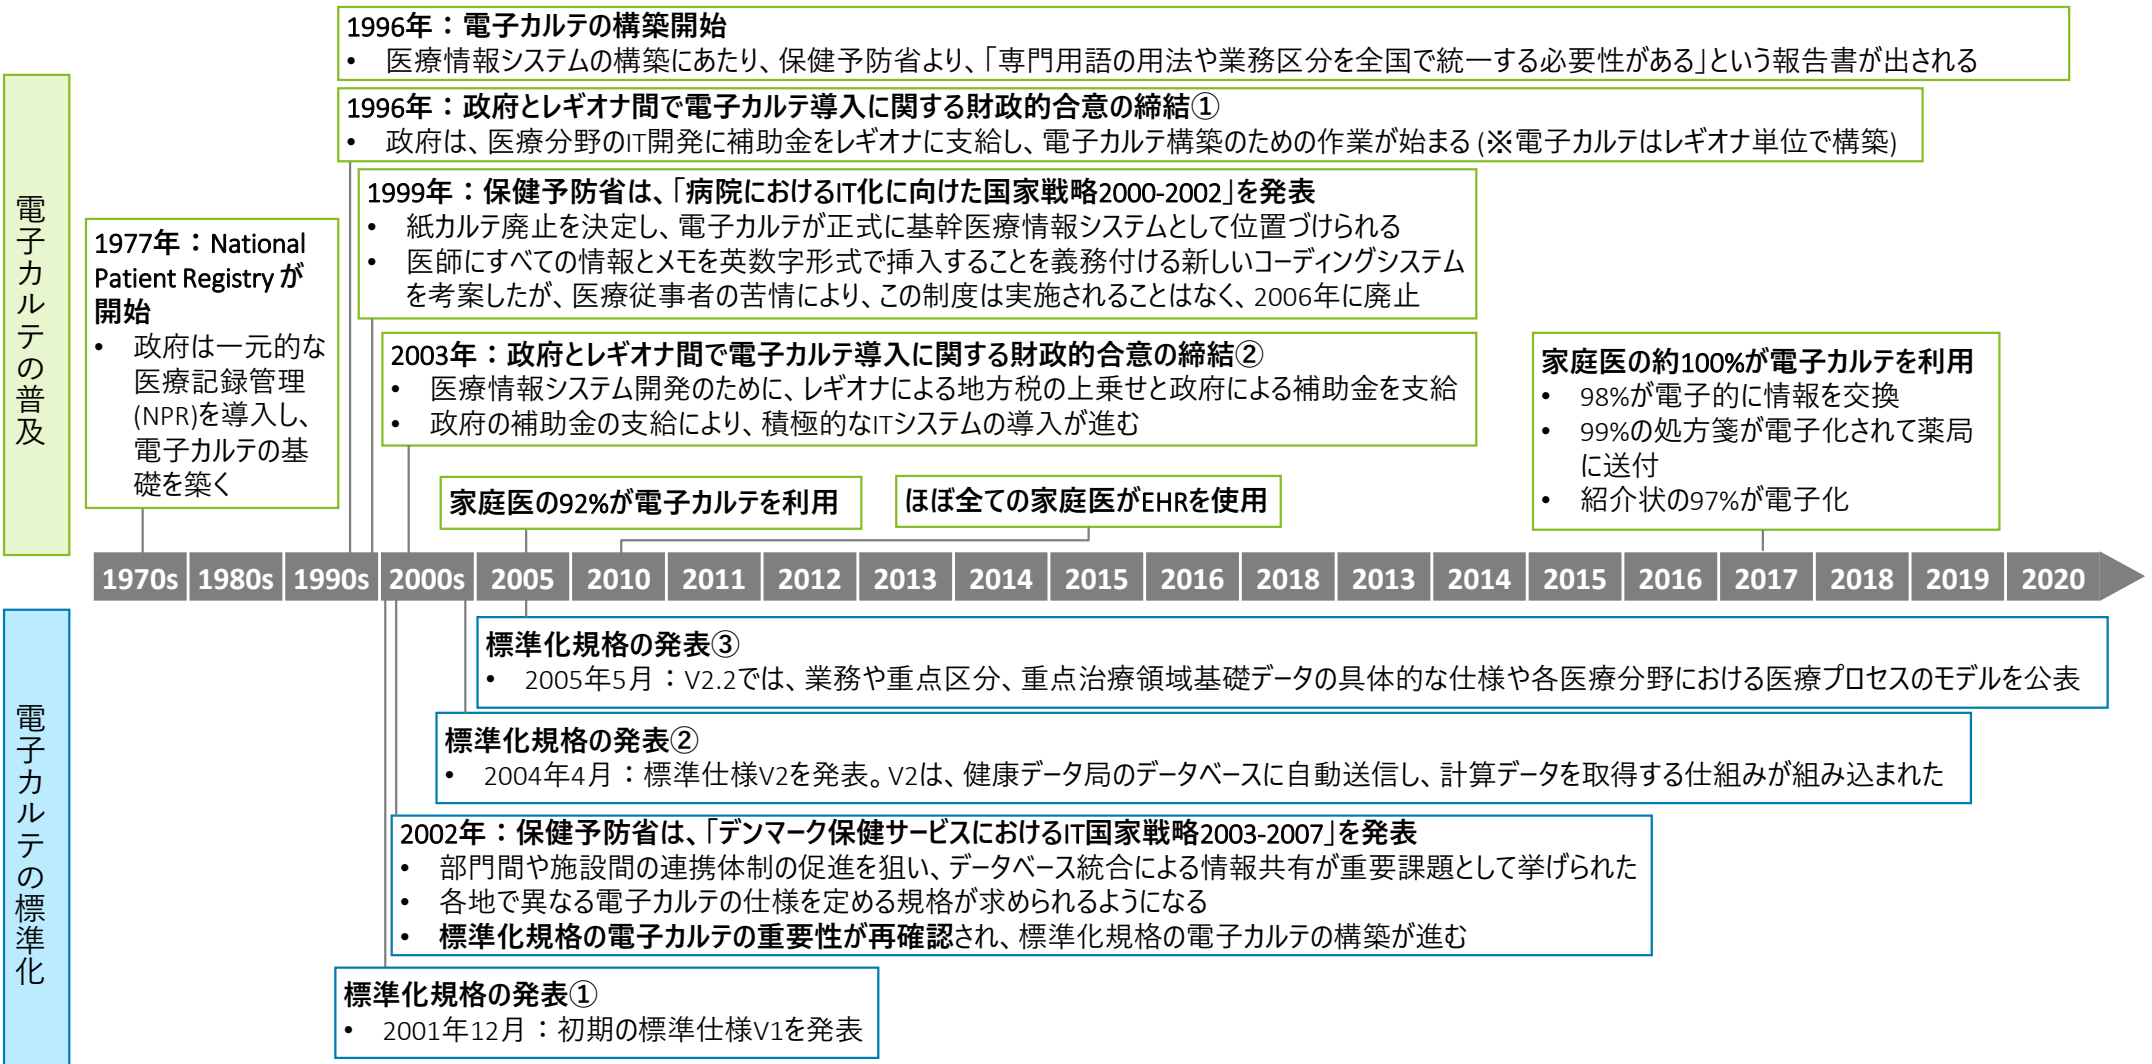 電子カルテの普及
1996年：電子カルテの構築開始
• 医療情報システムの構築にあたり、保健予防省より、「専門用語の用法や業務区分を全国で統一する必要性がある」という報告書が出される
1996年：政府とレギオナ間で電子カルテ導入に関する財政的合意の締結①
• 政府は、医療分野のIT開発に補助金をレギオナに支給し、電子カルテ構築のための作業が始まる (※電子カルテはレギオナ単位で構築)
1999年：保健予防省は、「病院におけるIT化に向けた国家戦略2000-2002」を発表
• 紙カルテ廃止を決定し、電子カルテが正式に基幹医療情報システムとして位置づけられる
• 医師にすべての情報とメモを英数字形式で挿入することを義務付ける新しいコーディングシステム
を考案したが、医療従事者の苦情により、この制度は実施されることはなく、2006年に廃止
1977年：National
Patient Registry が
開始
• 政府は一元的な
医療記録管理
(NPR)を導入し、
電子カルテの基
礎を築く
2003年：政府とレギオナ間で電子カルテ導入に関する財政的合意の締結②
• 医療情報システム開発のために、レギオナによる地方税の上乗せと政府による補助金を支給
• 政府の補助金の支給により、積極的なITシステムの導入が進む
家庭医の92%が電子カルテを利用
ほぼ全ての家庭医がEHRを使用
家庭医の約100%が電子カルテを利用
• 98%が電子的に情報を交換
• 99%の処方箋が電子化されて薬局
に送付
• 紹介状の97%が電子化
1970s 1980s 1990s 2000s 2005 2010 2011 2012 2013 2014 2015 2016 2018 2013 2014 2015 2016 2017 2018 2019 2020
電子カルテの標準化
標準化規格の発表③
• 2005年5月：V2.2では、業務や重点区分、重点治療領域基礎データの具体的な仕様や各医療分野における医療プロセスのモデルを公表
標準化規格の発表②
• 2004年4月：標準仕様V2を発表。V2は、健康データ局のデータベースに自動送信し、計算データを取得する仕組みが組み込まれた
2002年：保健予防省は、「デンマーク保健サービスにおけるIT国家戦略2003-2007」を発表
• 部門間や施設間の連携体制の促進を狙い、データベース統合による情報共有が重要課題として挙げられた
• 各地で異なる電子カルテの仕様を定める規格が求められるようになる
• 標準化規格の電子カルテの重要性が再確認され、標準化規格の電子カルテの構築が進む
標準化規格の発表①
• 2001年12月：初期の標準仕様V1を発表